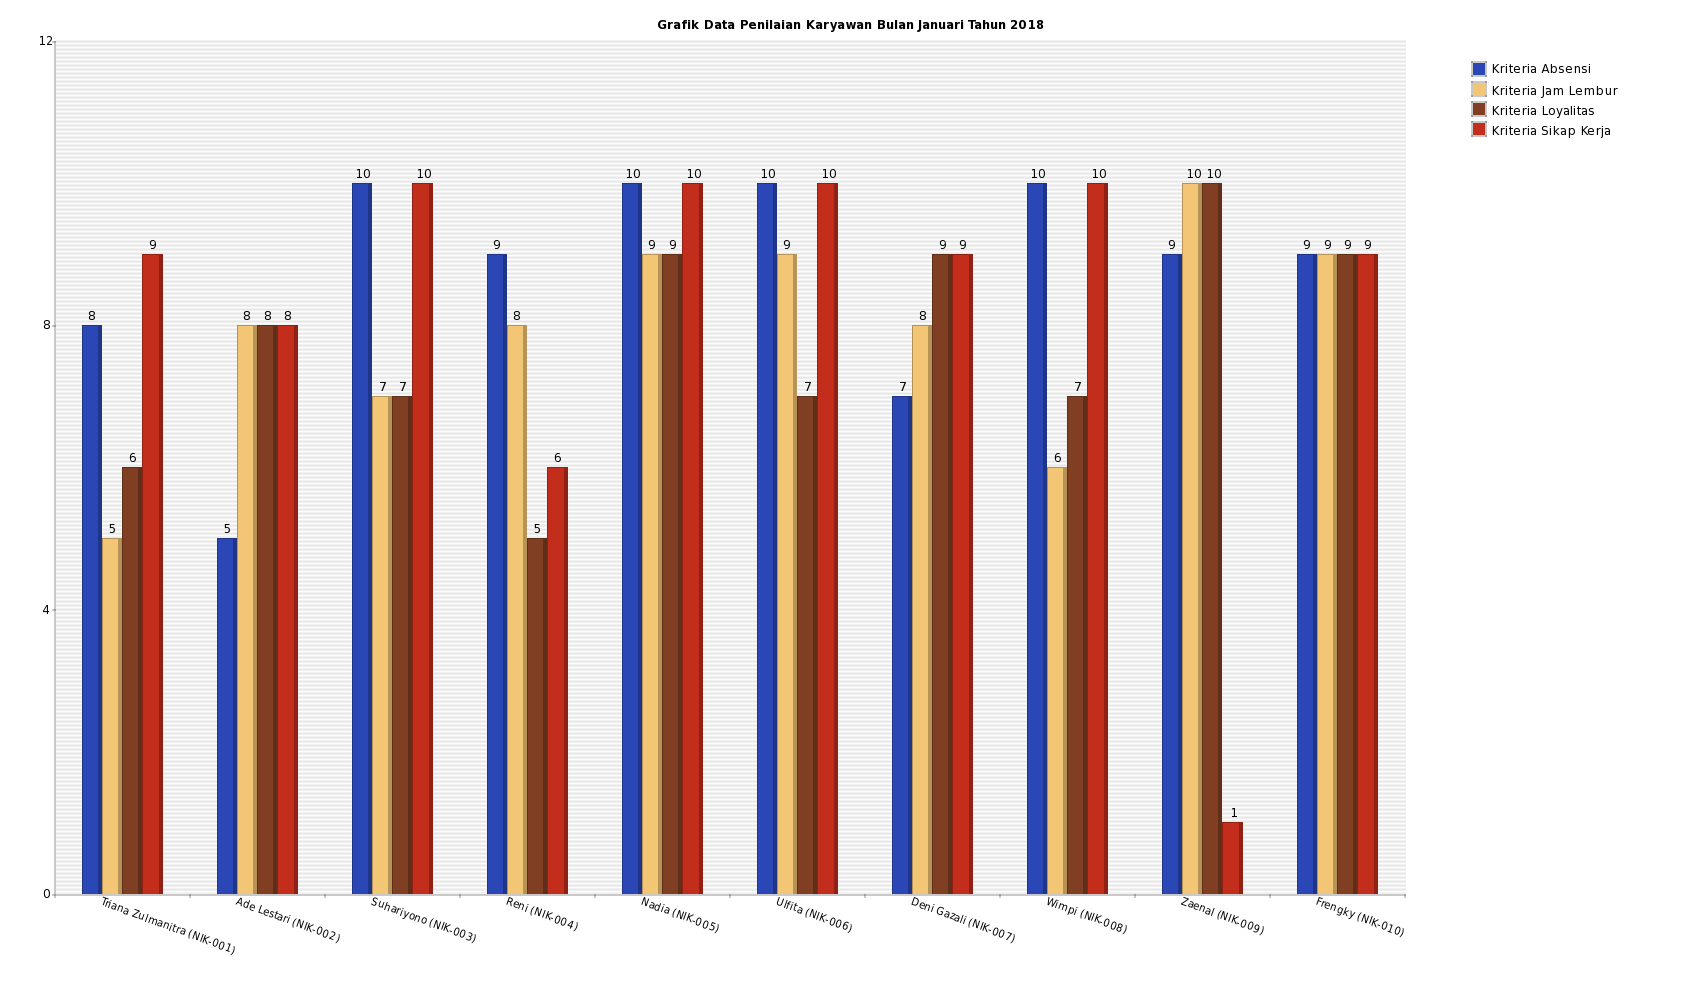 Grafik Data Penilaian Karyawan Bulan Januari Tahun 2018
12
8
4
0
Kriteria Absensi
Kriteria Jam Lembur
Kriteria Loyalitas
Kriteria Sikap Kerja
8 5 6 9
5 8 8 8
10 7 7 10
9 8 5 6
10 9 9 10
10 9 7 10
7 8 9 9
10 6 7 10
9 10 10 1
9 9 9 9
Triana Zulmanitra (NIK-001)
Ade Lestari (NIK-002)
Suhariyono (NIK-003)
Reni (NIK-004)
Nadia (NIK-005)
Ulfita (NIK-006)
Deni Gazali (NIK-007)
Wimpi (NIK-008)
Zaenal (NIK-009)
Frengky (NIK-010)